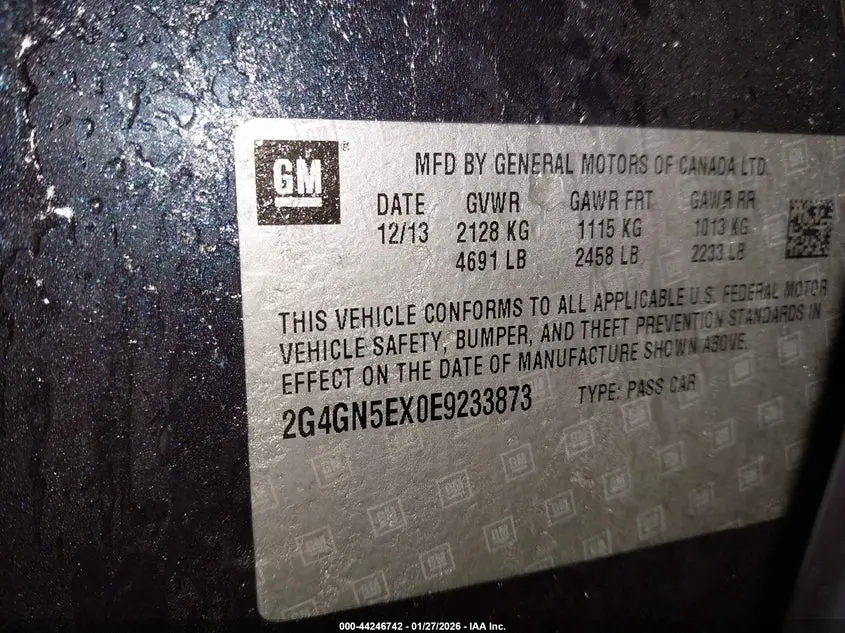 GM®
MFD BY GENERAL MOTORS OF CANADA LTD.
DATE GVWR GAWR FRT GAWR RR
12/13 2128 KG 1115 KG 1013 KG
4691 LB 2458 LB 2233 LB
THIS VEHICLE CONFORMS TO ALL APPLICABLE U.S. FEDERAL MOTOR
VEHICLE SAFETY, BUMPER, AND THEFT PREVENTION STANDARDS IN
EFFECT ON THE DATE OF MANUFACTURE SHOWN ABOVE.
2G4GN5EX0E9233873 TYPE: PASS CAR
000-44246742 - 01/27/2026 - IAA Inc.